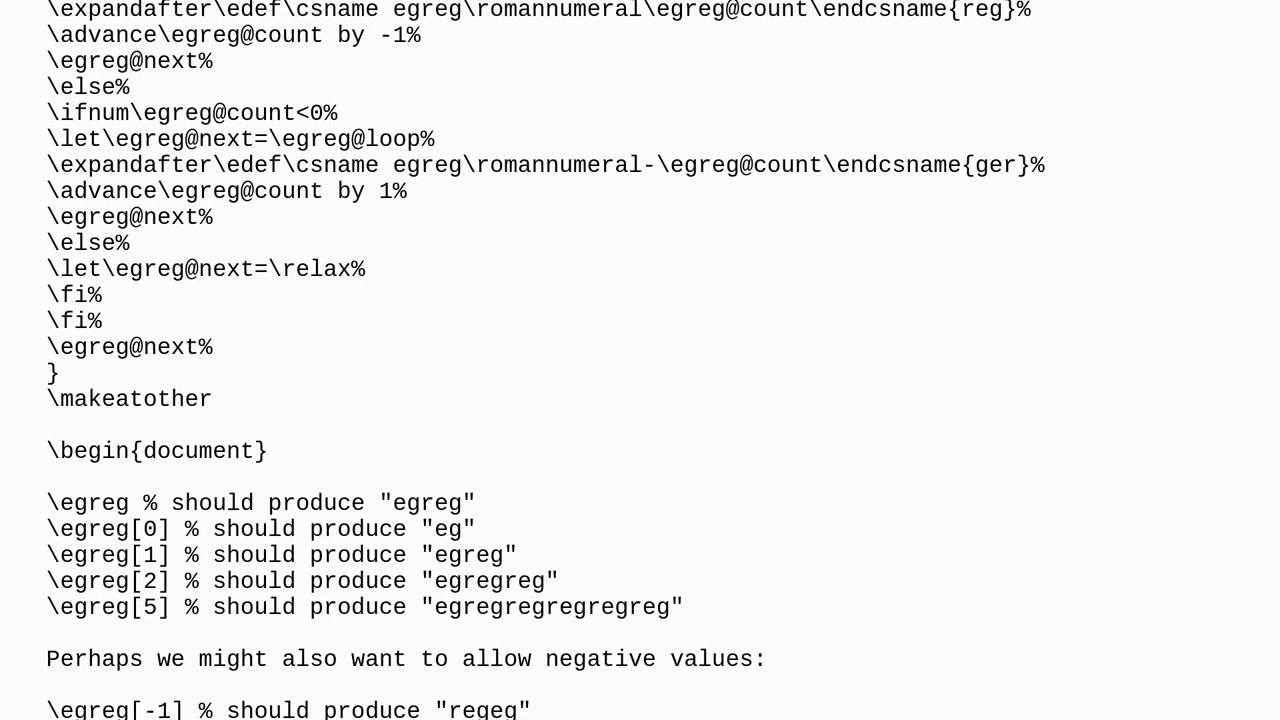 \expandafter\edef\csname egreg\romannumeral\egreg@count\endcsname{reg}%
\advance\egreg@count by -1%
\egreg@next%
\else%
\ifnum\egreg@count<0%
\let\egreg@next=\egreg@loop%
\expandafter\edef\csname egreg\romannumeral-\egreg@count\endcsname{ger}%
\advance\egreg@count by 1%
\egreg@next%
\else%
\let\egreg@next=\relax%
\fi%
\fi%
\egreg@next%
}
\makeatother

\begin{document}

\egreg % should produce "egreg"
\egreg[0] % should produce "eg"
\egreg[1] % should produce "egreg"
\egreg[2] % should produce "egregreg"
\egreg[5] % should produce "egregregregregreg"

Perhaps we might also want to allow negative values:

\egreg[-1] % should produce "regeg"